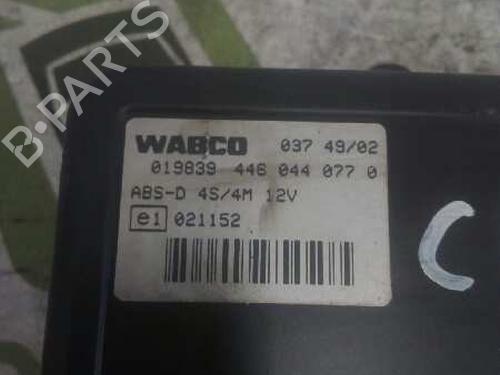 B-PARTS
WABCO 037 49/02
019839 446 044 077 0
ABS-D 4S/4M 12V
e1 021152
C